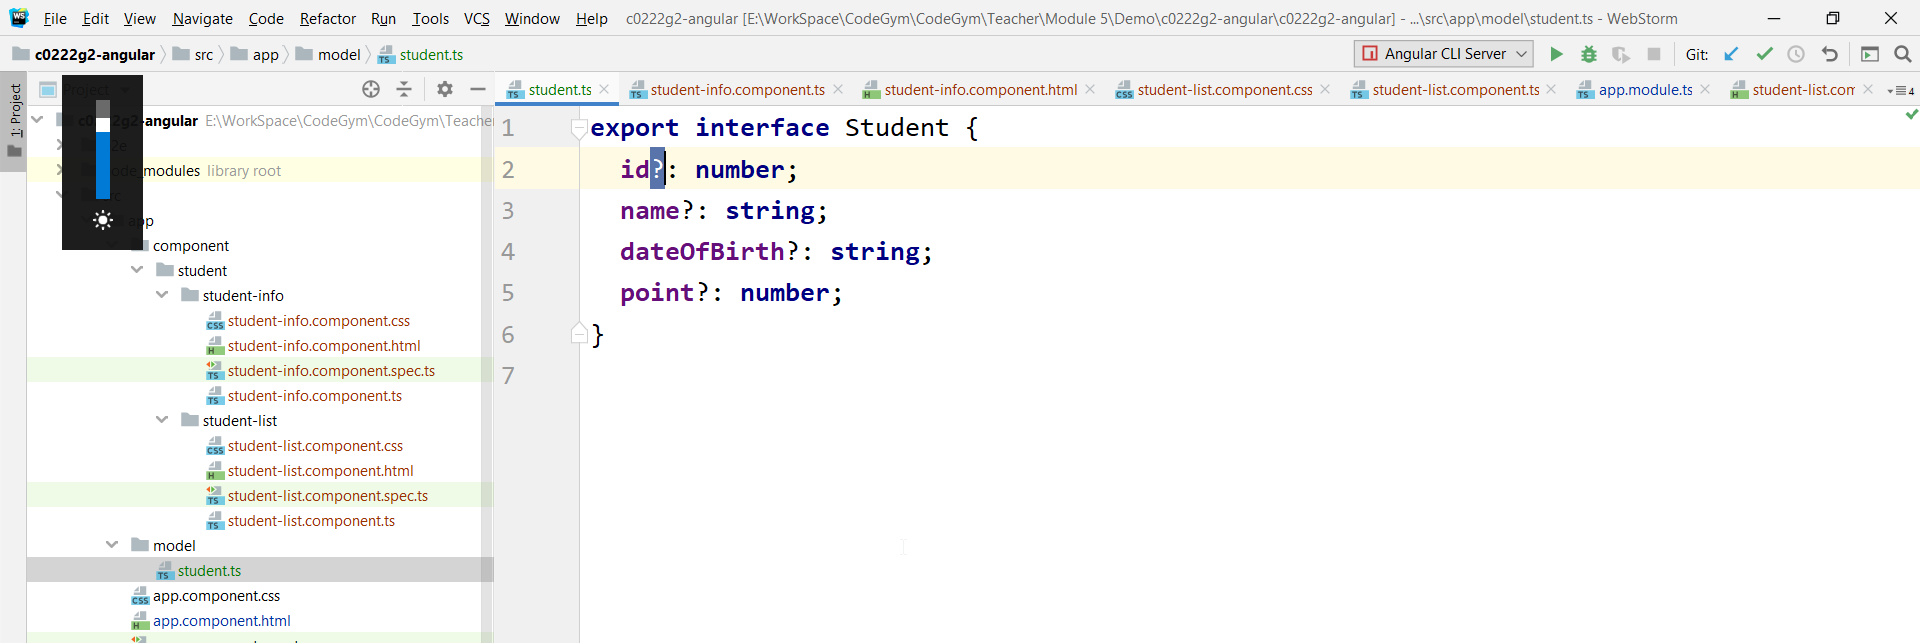 File Edit View Navigate Code Refactor Run Tools VCS Window Help c0222g2-angular [E:\WorkSpace\CodeGym\CodeGym\Teacher\Module 5\Demo\c0222g2-angular\c0222g2-angular] - ...\src\app\model\student.ts - WebStorm
c0222g2-angular src app model student.ts Angular CLI Server Git:
1: Project
Project
student.ts student-info.component.ts student-info.component.html student-list.component.css student-list.component.ts app.module.ts student-list.com 4
-angular E:\WorkSpace\CodeGym\CodeGym\Teache
modules library root
app
component
student
student-info
student-info.component.css
student-info.component.html
student-info.component.spec.ts
student-info.component.ts
student-list
student-list.component.css
student-list.component.html
student-list.component.spec.ts
student-list.component.ts
model
student.ts
app.component.css
app.component.html
1 export interface Student {
2 id?: number;
3 name?: string;
4 dateOfBirth?: string;
5 point?: number;
6 }
7